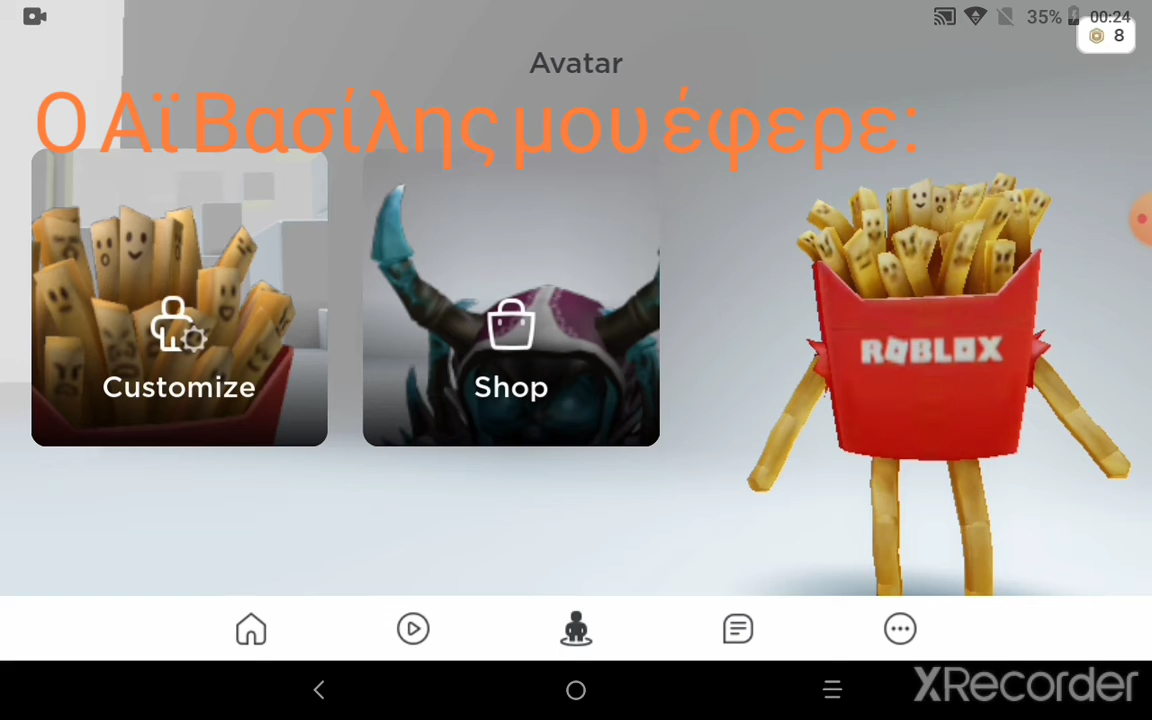 35% 00:24
8
Avatar
Ο Αϊ Βασίλης μου έφερε:
ROBLOX
Customize
Shop
XRecorder